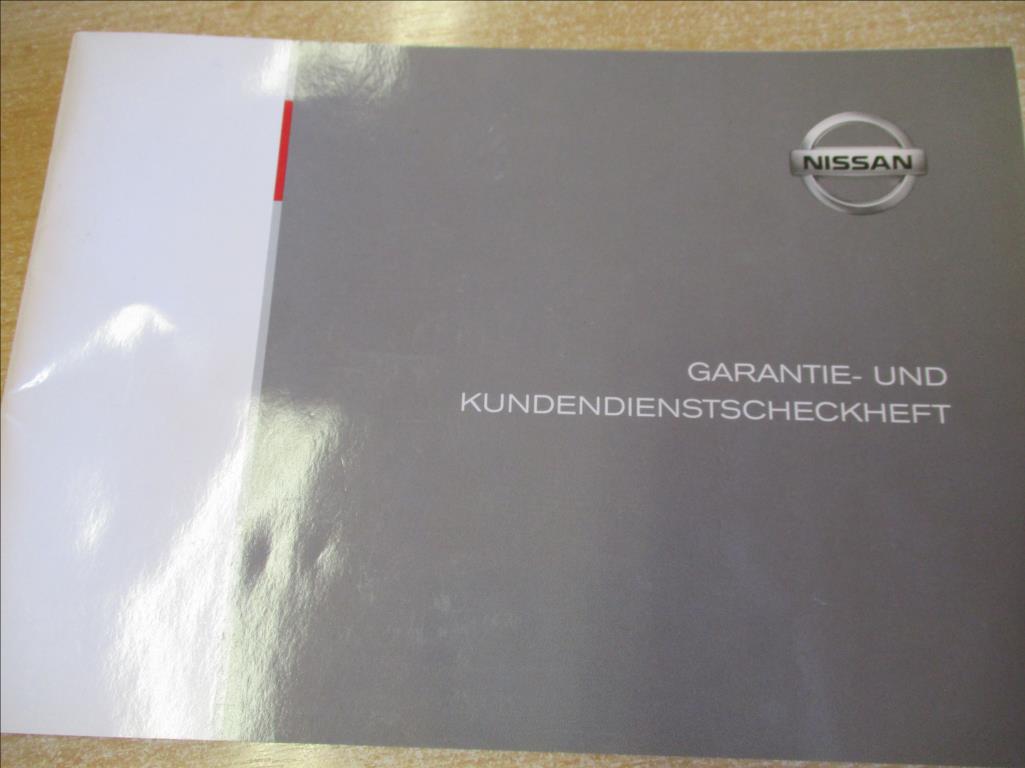 NISSAN
GARANTIE- UND
KUNDENDIENSTSCHECKHEFT